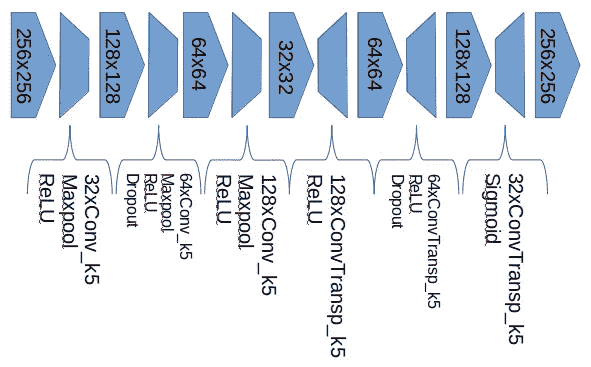 256x256
128x128
64x64
32x32
64x64
128x128
256x256
32xConv_k5
Maxpool
ReLU
64xConv_k5
Maxpool
ReLU
Dropout
128xConv_k5
Maxpool
ReLU
128xConvTransp_k5
ReLU
64xConvTransp_k5
ReLU
Dropout
32xConvTransp_k5
Sigmoid